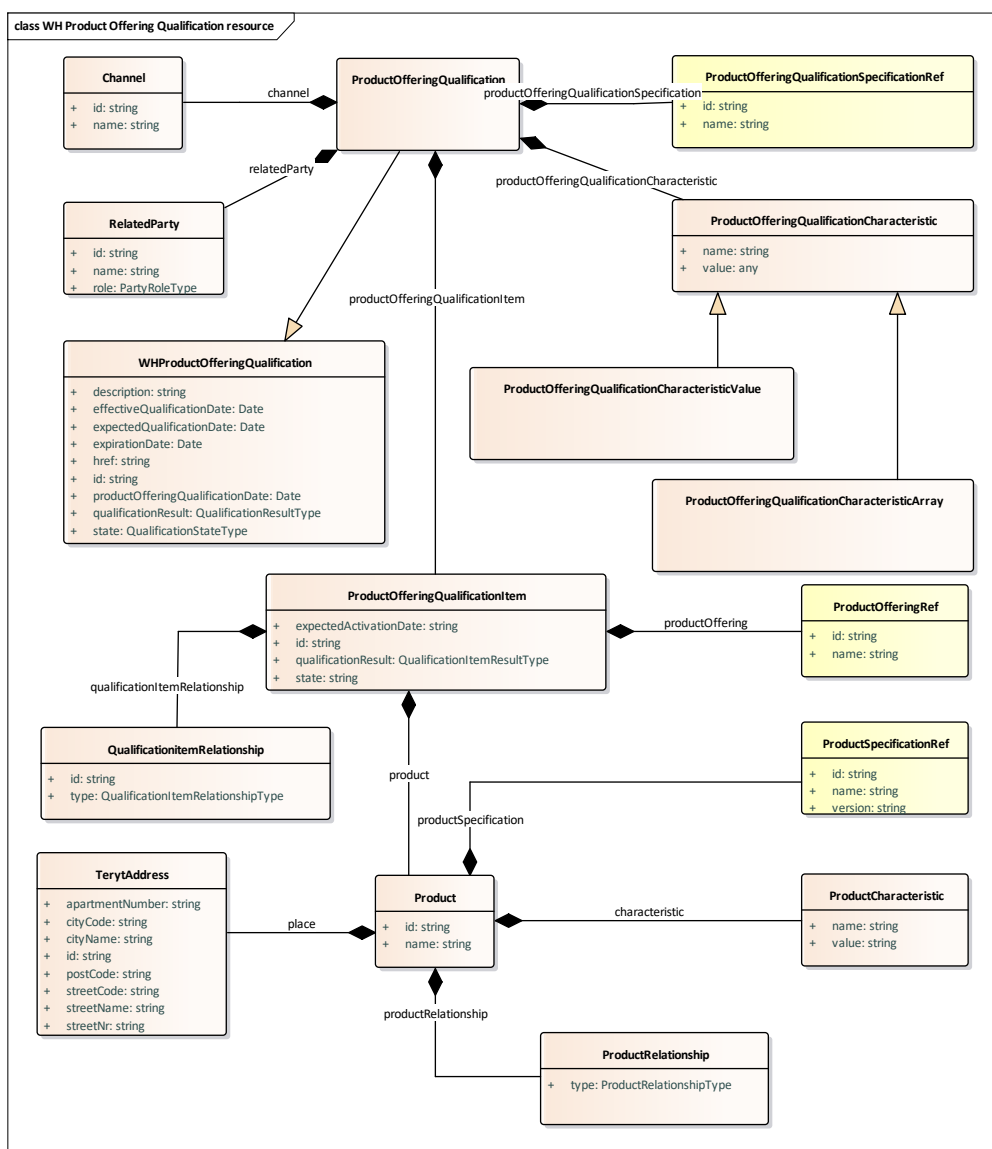 class WH Product Offering Qualification resource
Channel
+ id: string
+ name: string
channel
ProductOfferingQualification
productOfferingQualificationSpecification
ProductOfferingQualificationSpecificationRef
+ id: string
+ name: string
relatedParty
productOfferingQualificationCharacteristic
RelatedParty
+ id: string
+ name: string
+ role: PartyRoleType
ProductOfferingQualificationCharacteristic
+ name: string
+ value: any
productOfferingQualificationItem
WHProductOfferingQualification
+ description: string
+ effectiveQualificationDate: Date
+ expectedQualificationDate: Date
+ expirationDate: Date
+ href: string
+ id: string
+ productOfferingQualificationDate: Date
+ qualificationResult: QualificationResultType
+ state: QualificationStateType
ProductOfferingQualificationCharacteristicValue
ProductOfferingQualificationCharacteristicArray
ProductOfferingQualificationItem
+ expectedActivationDate: string
+ id: string
+ qualificationResult: QualificationItemResultType
+ state: string
productOffering
ProductOfferingRef
+ id: string
+ name: string
qualificationItemRelationship
QualificationitemRelationship
+ id: string
+ type: QualificationItemRelationshipType
product
productSpecification
ProductSpecificationRef
+ id: string
+ name: string
+ version: string
TerytAddress
+ apartmentNumber: string
+ cityCode: string
+ cityName: string
+ id: string
+ postCode: string
+ streetCode: string
+ streetName: string
+ streetNr: string
place
Product
+ id: string
+ name: string
characteristic
ProductCharacteristic
+ name: string
+ value: string
productRelationship
ProductRelationship
+ type: ProductRelationshipType